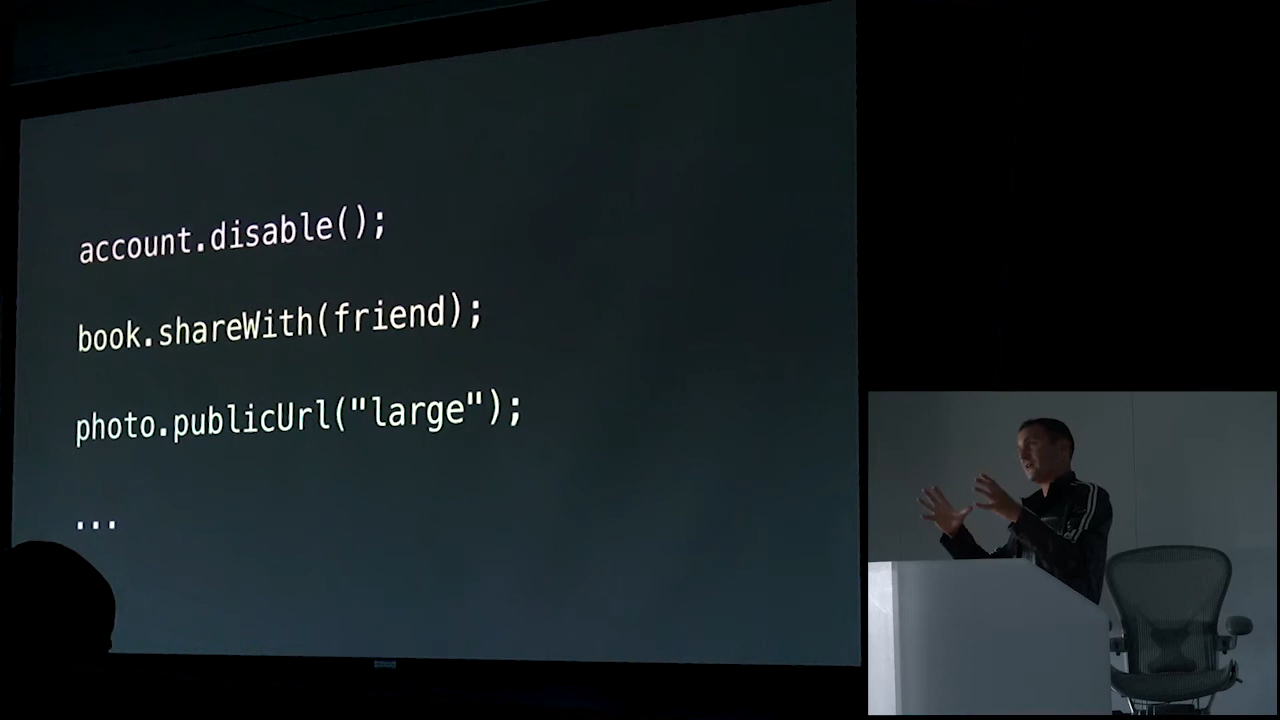 account.disable();
book.shareWith(friend);
photo.publicUrl("large");
...